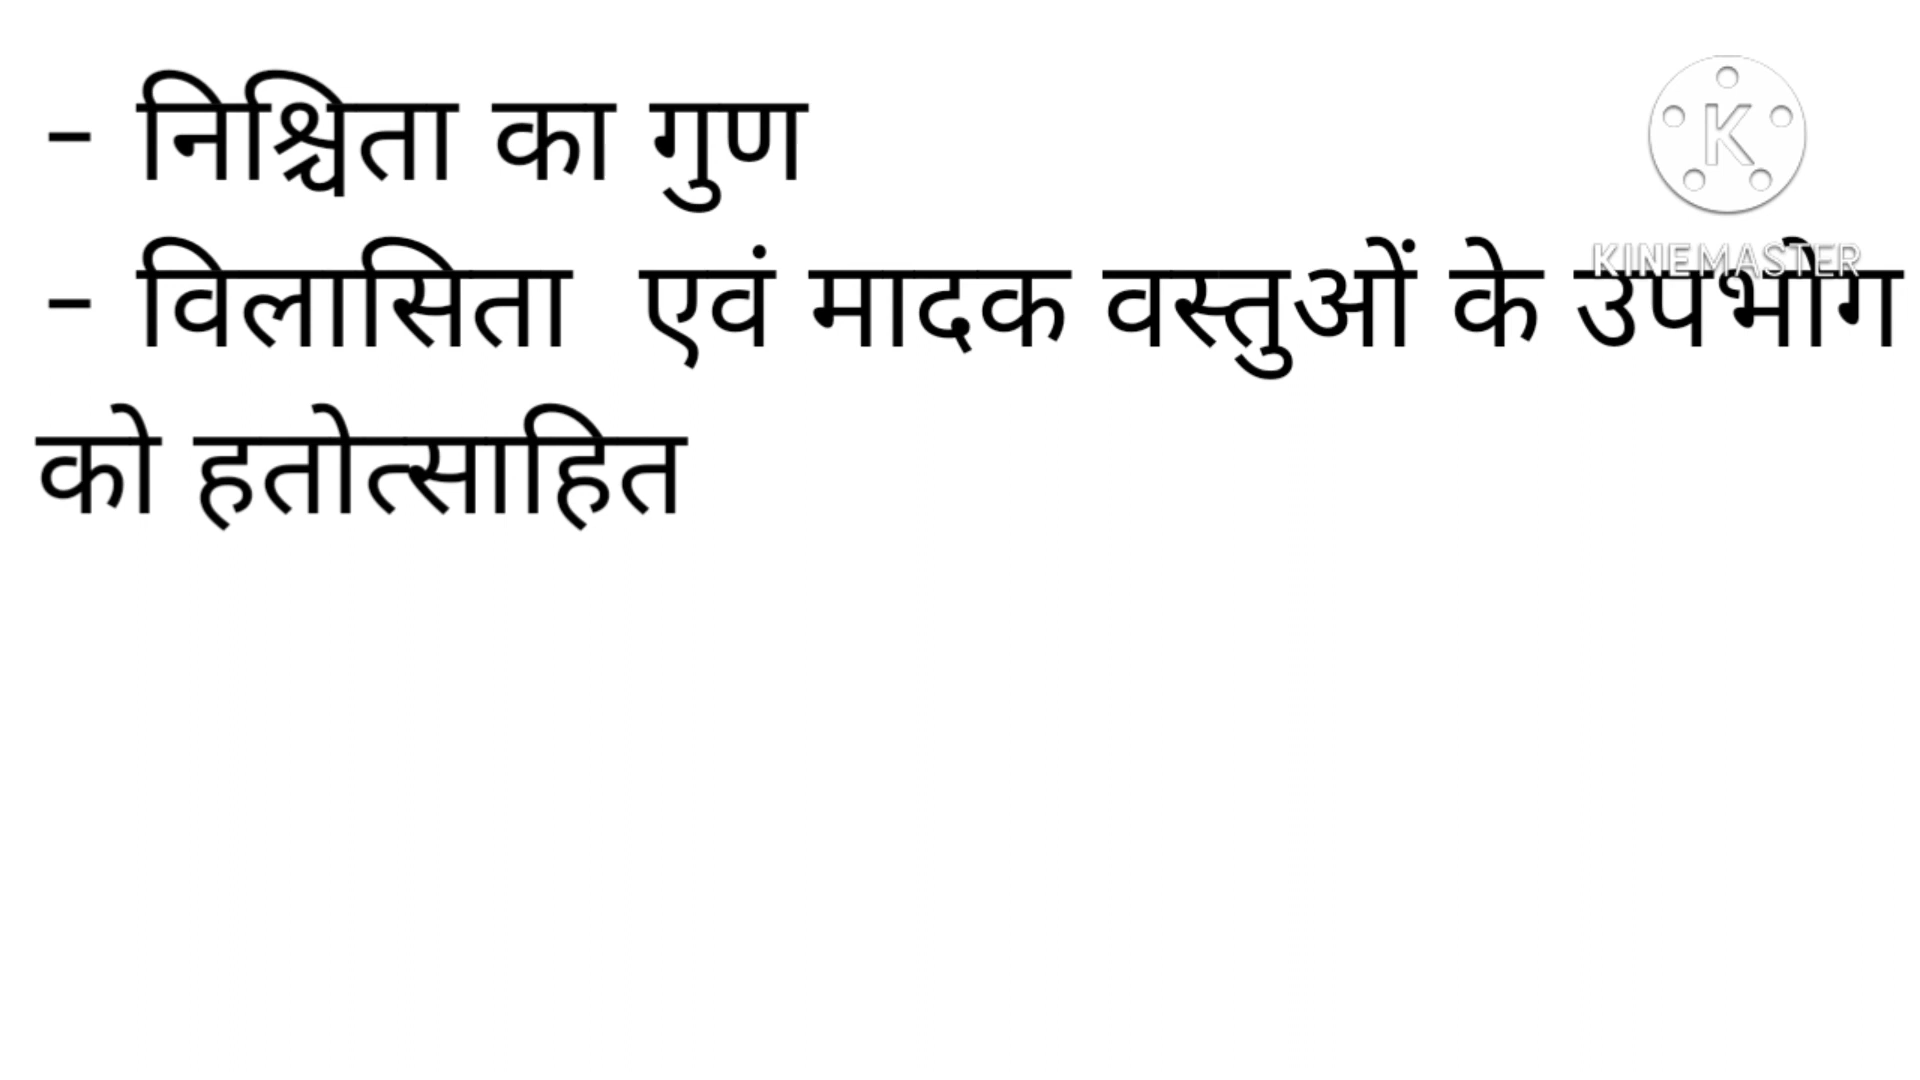 - निश्चिता का गुण
K
KINEMASTER
- विलासिता एवं मादक वस्तुओं के उपभोग
को हतोत्साहित